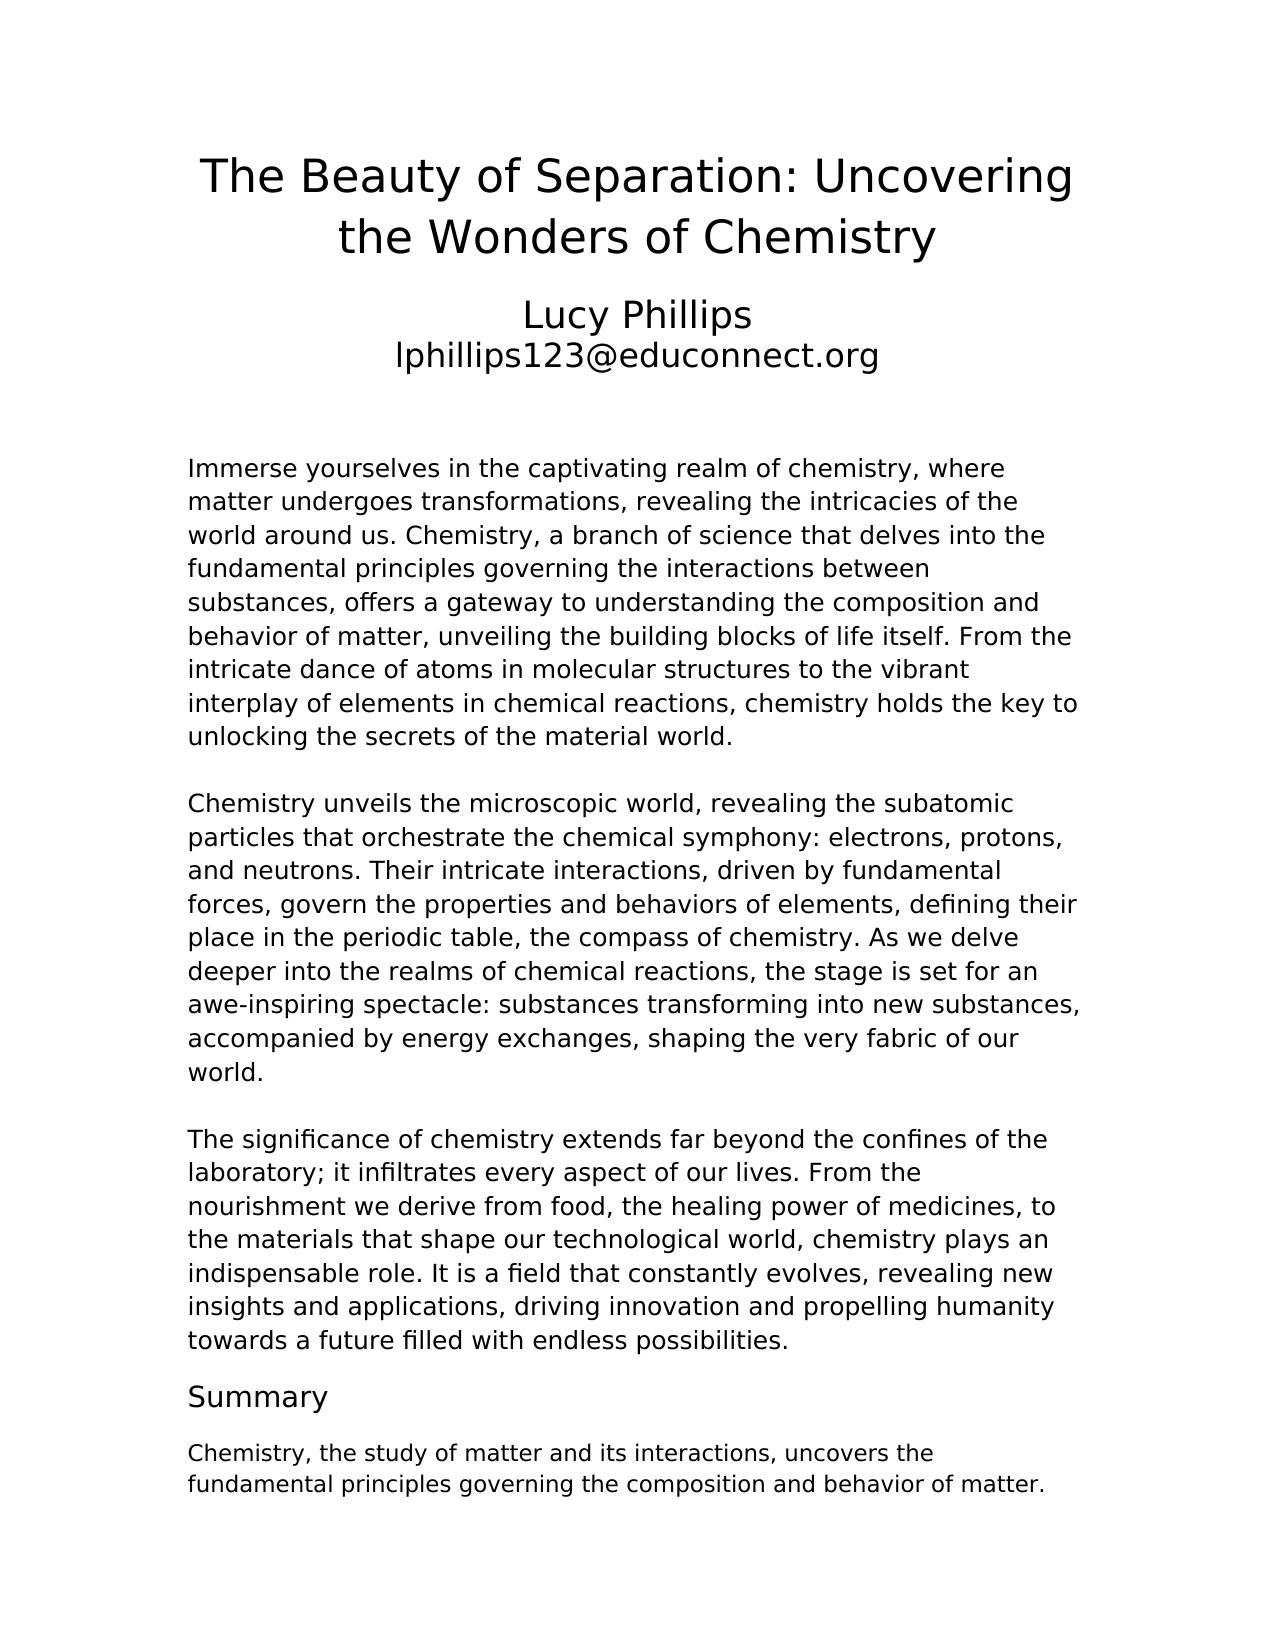 The Beauty of Separation: Uncovering
the Wonders of Chemistry
Lucy Phillips
lphillips123@educonnect.org
Immerse yourselves in the captivating realm of chemistry, where
matter undergoes transformations, revealing the intricacies of the
world around us. Chemistry, a branch of science that delves into the
fundamental principles governing the interactions between
substances, offers a gateway to understanding the composition and
behavior of matter, unveiling the building blocks of life itself. From the
intricate dance of atoms in molecular structures to the vibrant
interplay of elements in chemical reactions, chemistry holds the key to
unlocking the secrets of the material world.
Chemistry unveils the microscopic world, revealing the subatomic
particles that orchestrate the chemical symphony: electrons, protons,
and neutrons. Their intricate interactions, driven by fundamental
forces, govern the properties and behaviors of elements, defining their
place in the periodic table, the compass of chemistry. As we delve
deeper into the realms of chemical reactions, the stage is set for an
awe-inspiring spectacle: substances transforming into new substances,
accompanied by energy exchanges, shaping the very fabric of our
world.
The significance of chemistry extends far beyond the confines of the
laboratory; it infiltrates every aspect of our lives. From the
nourishment we derive from food, the healing power of medicines, to
the materials that shape our technological world, chemistry plays an
indispensable role. It is a field that constantly evolves, revealing new
insights and applications, driving innovation and propelling humanity
towards a future filled with endless possibilities.
Summary
Chemistry, the study of matter and its interactions, uncovers the
fundamental principles governing the composition and behavior of matter.